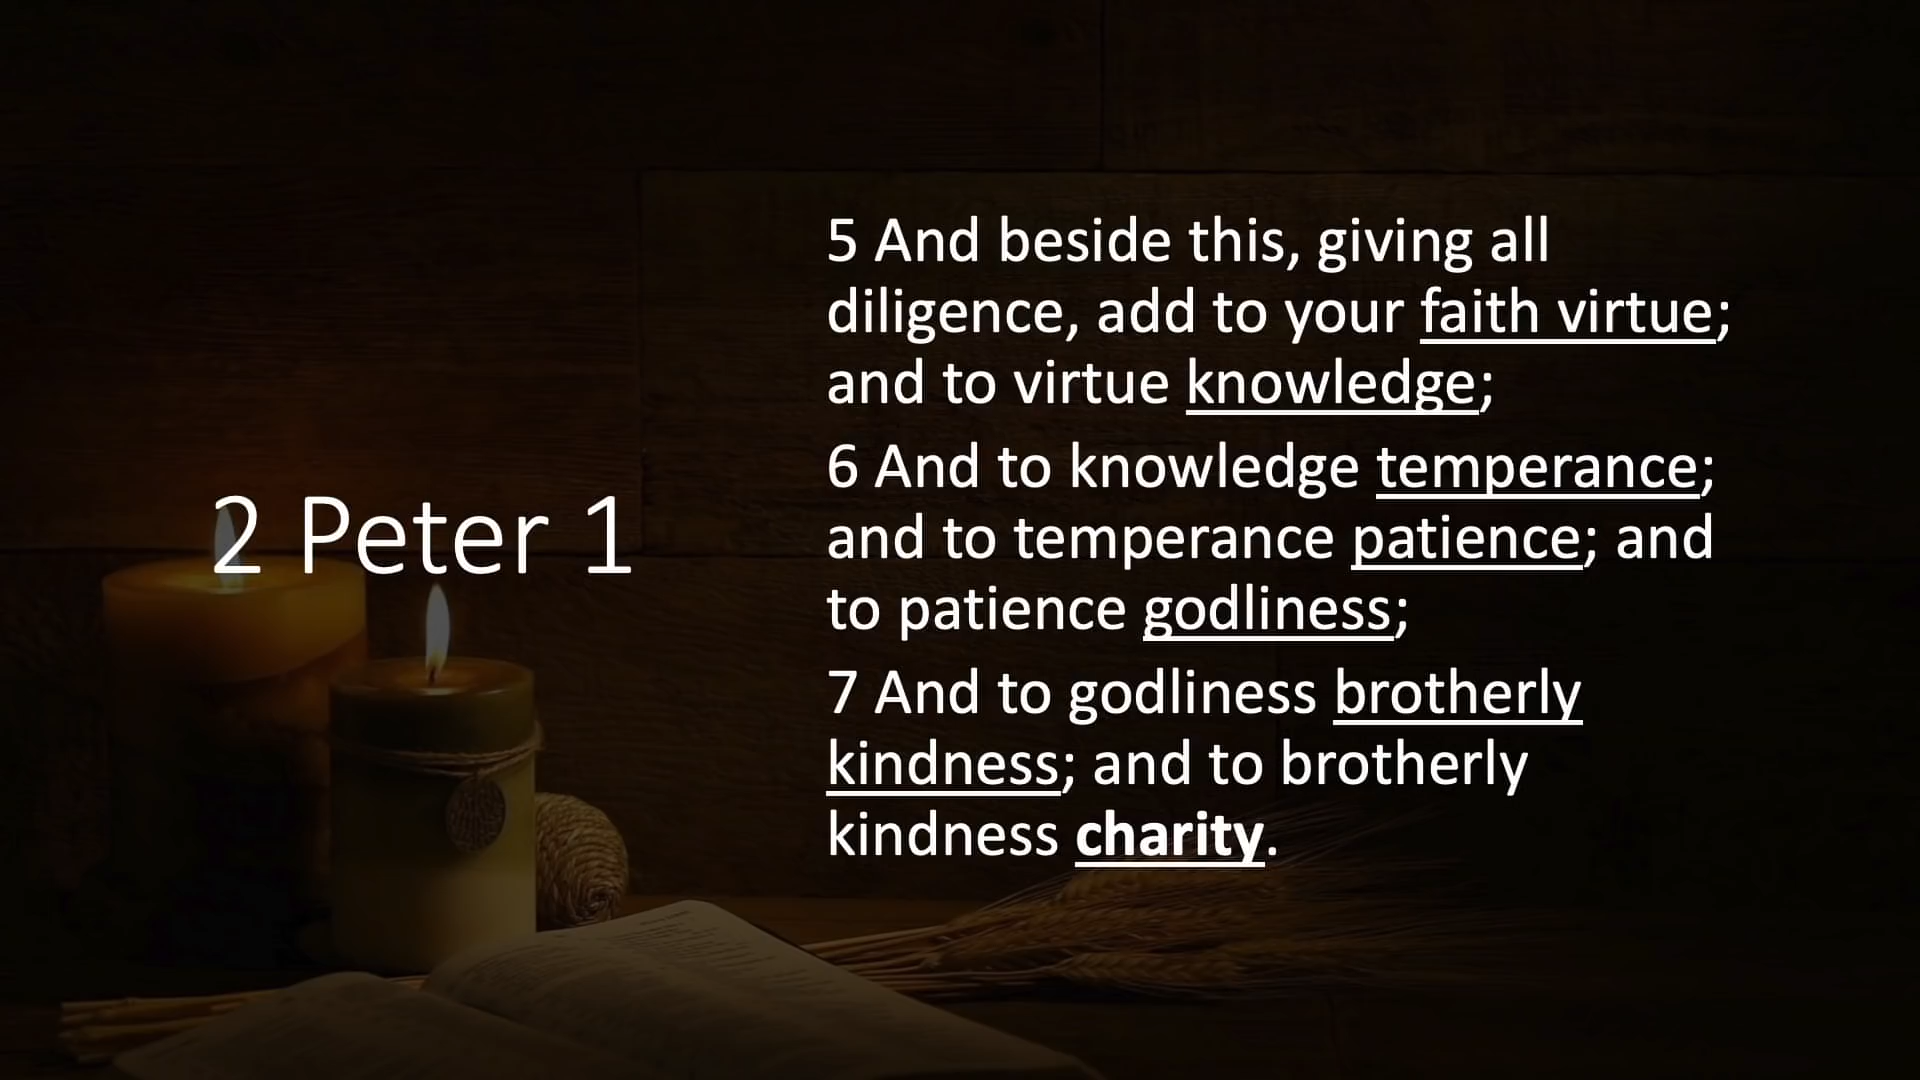 2 Peter 1
5 And beside this, giving all
diligence, add to your faith virtue;
and to virtue knowledge;
6 And to knowledge temperance;
and to temperance patience; and
to patience godliness;
7 And to godliness brotherly
kindness; and to brotherly
kindness charity.